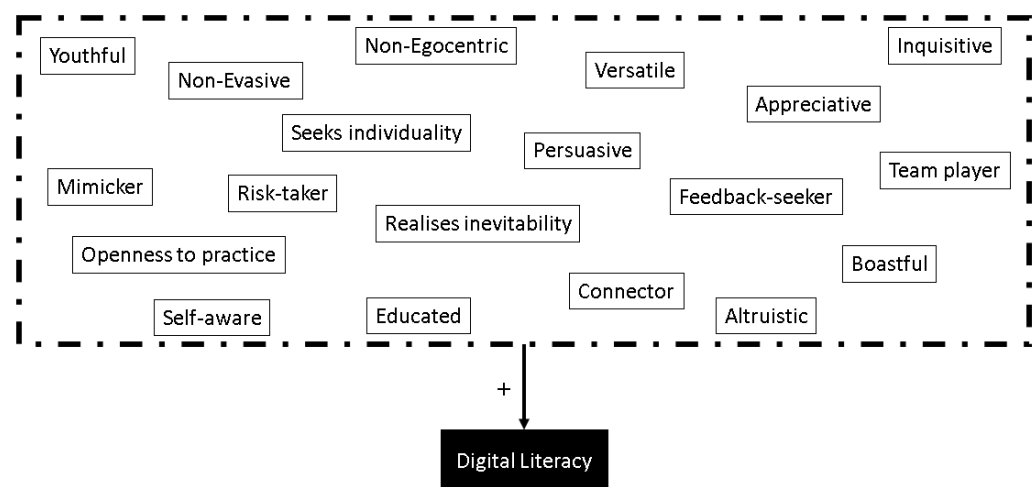 Youthful
Non-Egocentric
Inquisitive
Non-Evasive
Versatile
Appreciative
Seeks individuality
Persuasive
Team player
Mimicker
Risk-taker
Feedback-seeker
Realises inevitability
Openness to practice
Boastful
Connector
Self-aware
Educated
Altruistic
+
Digital Literacy